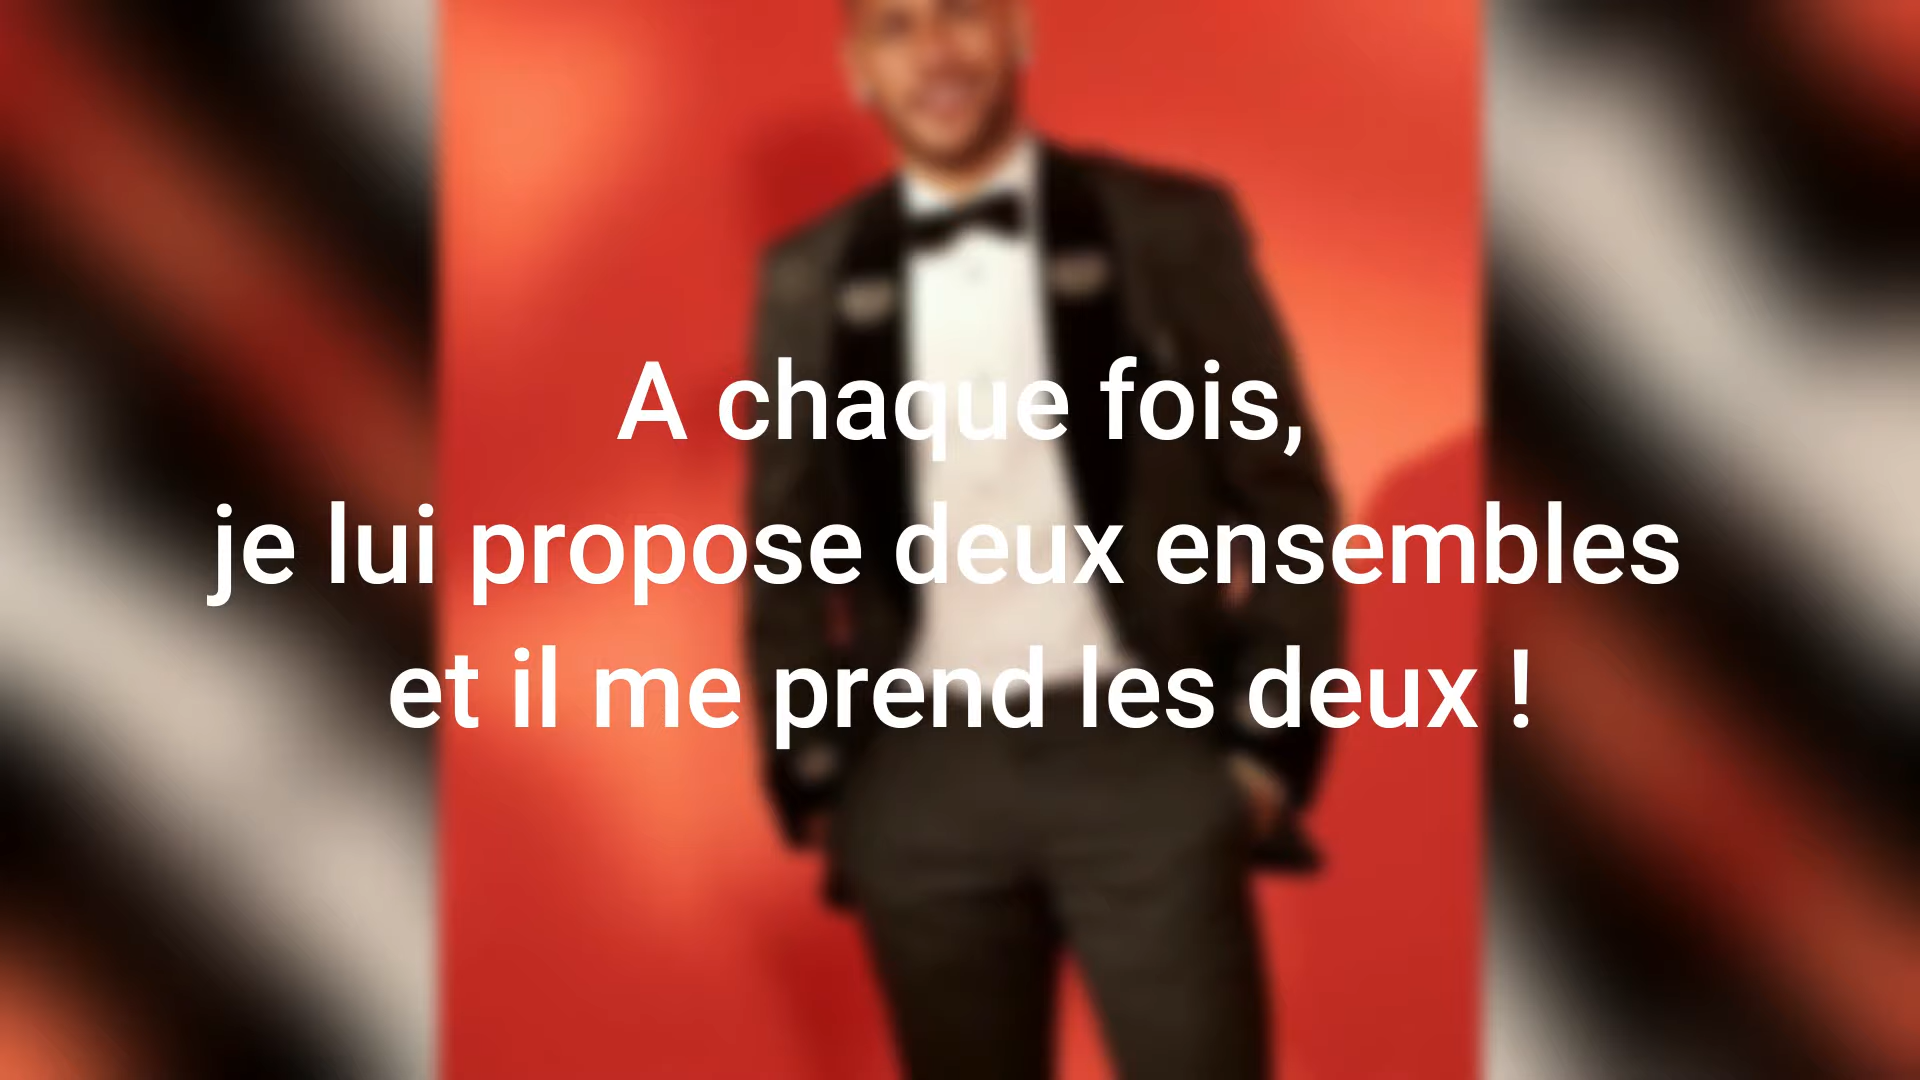 A chaque fois,
je lui propose deux ensembles
et il me prend les deux !